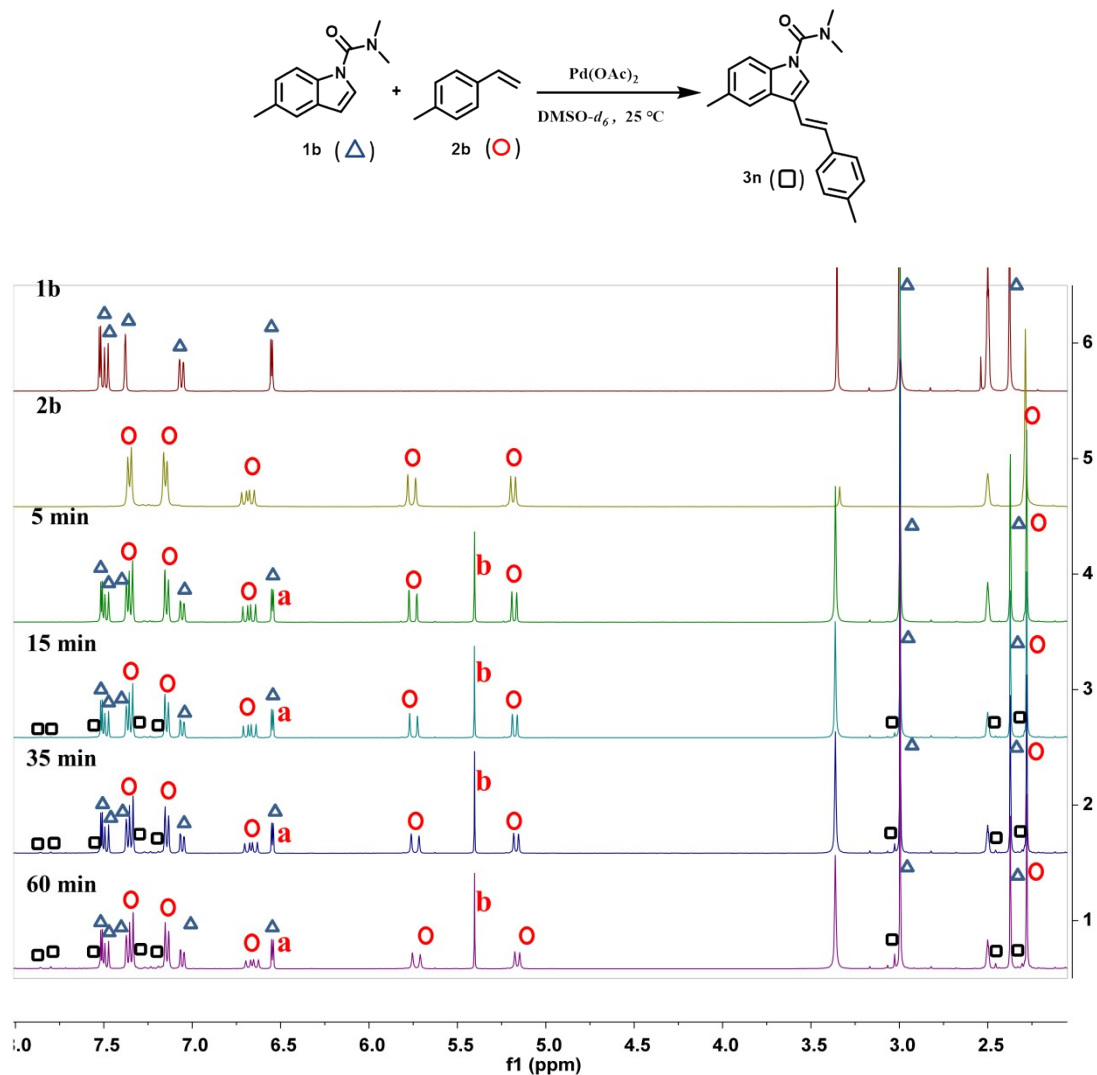 O
N
N
O
N
N
+
Pd(OAc)2
DMSO-d6 , 25 °C
1b ( )
2b ( )
3n ( )
1b
6
2b
5
5 min
b
a
4
15 min
b
a
3
35 min
b
a
2
60 min
b
a
1
8.0 7.5 7.0 6.5 6.0 5.5 5.0 4.5 4.0 3.5 3.0 2.5
f1 (ppm)